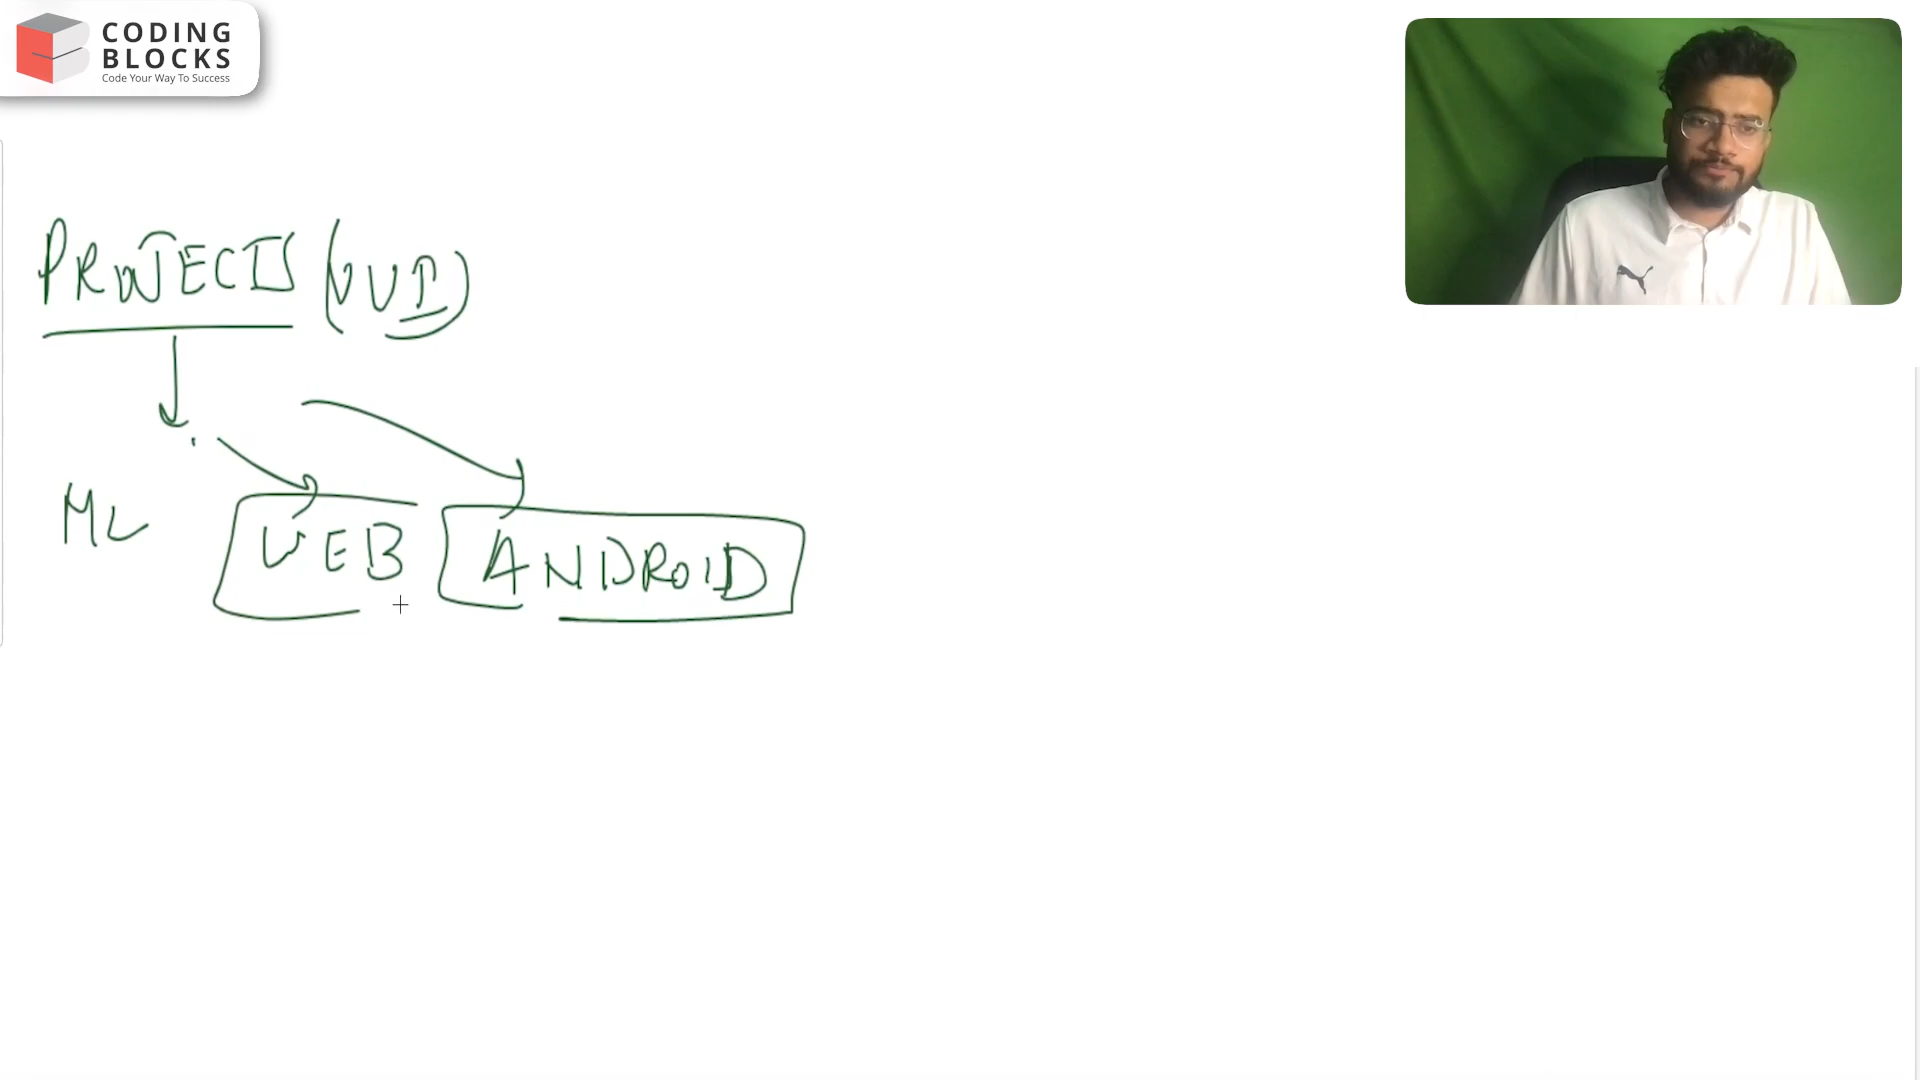 CODING
BLOCKS
Code Your Way To Success
PROJECTS (VVI)
ML WEB ANDROID